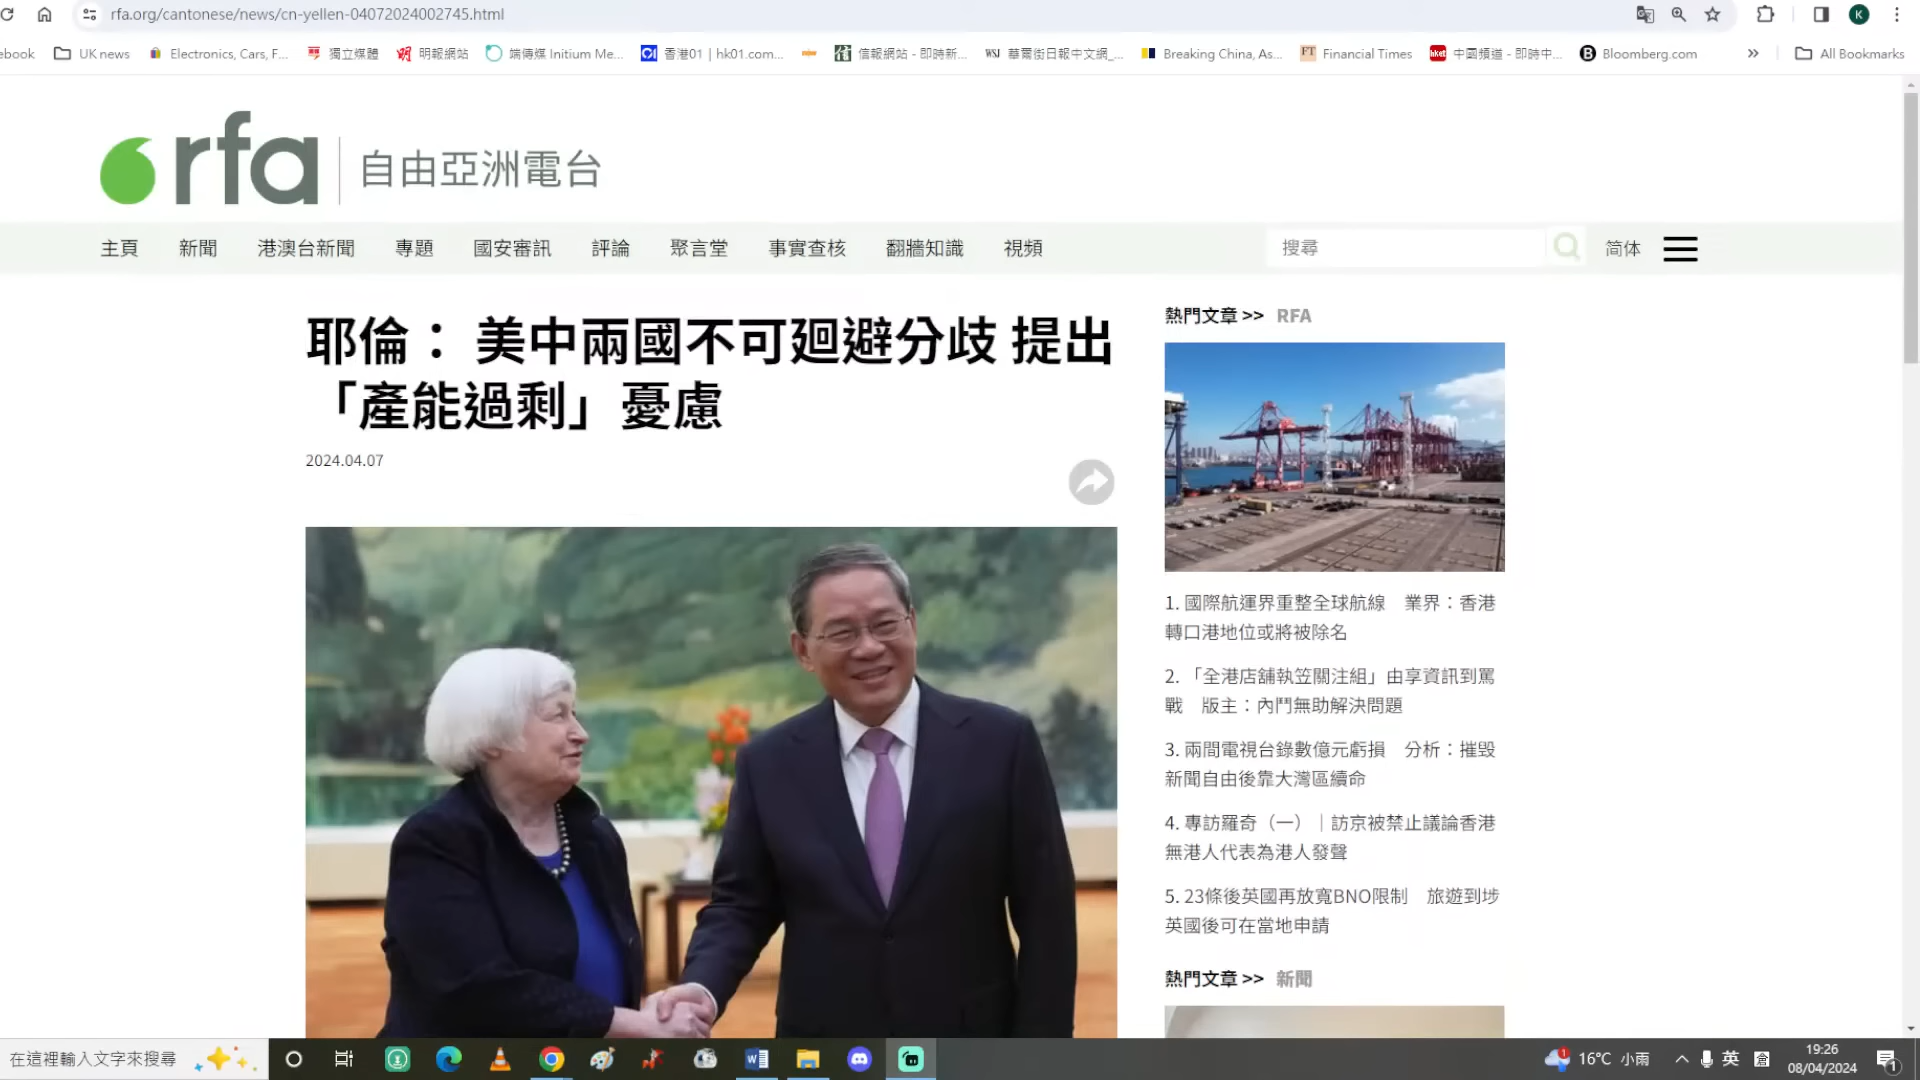 rfa.org/cantonese/news/cn-yellen-04072024002745.html
ebook
UK news
Electronics, Cars, F...
獨立媒體
明報網站
端傳媒 Initium Me...
香港01 | hk01.com...
信報網站 - 即時新...
華爾街日報中文網_...
Breaking China, As...
Financial Times
中國頻道 - 即時中...
Bloomberg.com
All Bookmarks
rfa 自由亞洲電台
主頁 新聞 港澳台新聞 專題 國安審訊 評論 聚言堂 事實查核 翻牆知識 視頻 搜尋 简体
耶倫： 美中兩國不可迴避分歧 提出
「產能過剩」憂慮
2024.04.07
熱門文章 >> RFA
1. 國際航運界重整全球航線　業界：香港
轉口港地位或將被除名
2. 「全港店舖執笠關注組」由享資訊到罵
戰　版主：內鬥無助解決問題
3. 兩間電視台錄數億元虧損　分析：摧毀
新聞自由後靠大灣區續命
4. 專訪羅奇（一）｜訪京被禁止議論香港
無港人代表為港人發聲
5. 23條後英國再放寬BNO限制　旅遊到埗
英國後可在當地申請
熱門文章 >> 新聞
在這裡輸入文字來搜尋
16°C 小雨
英
19:26
08/04/2024